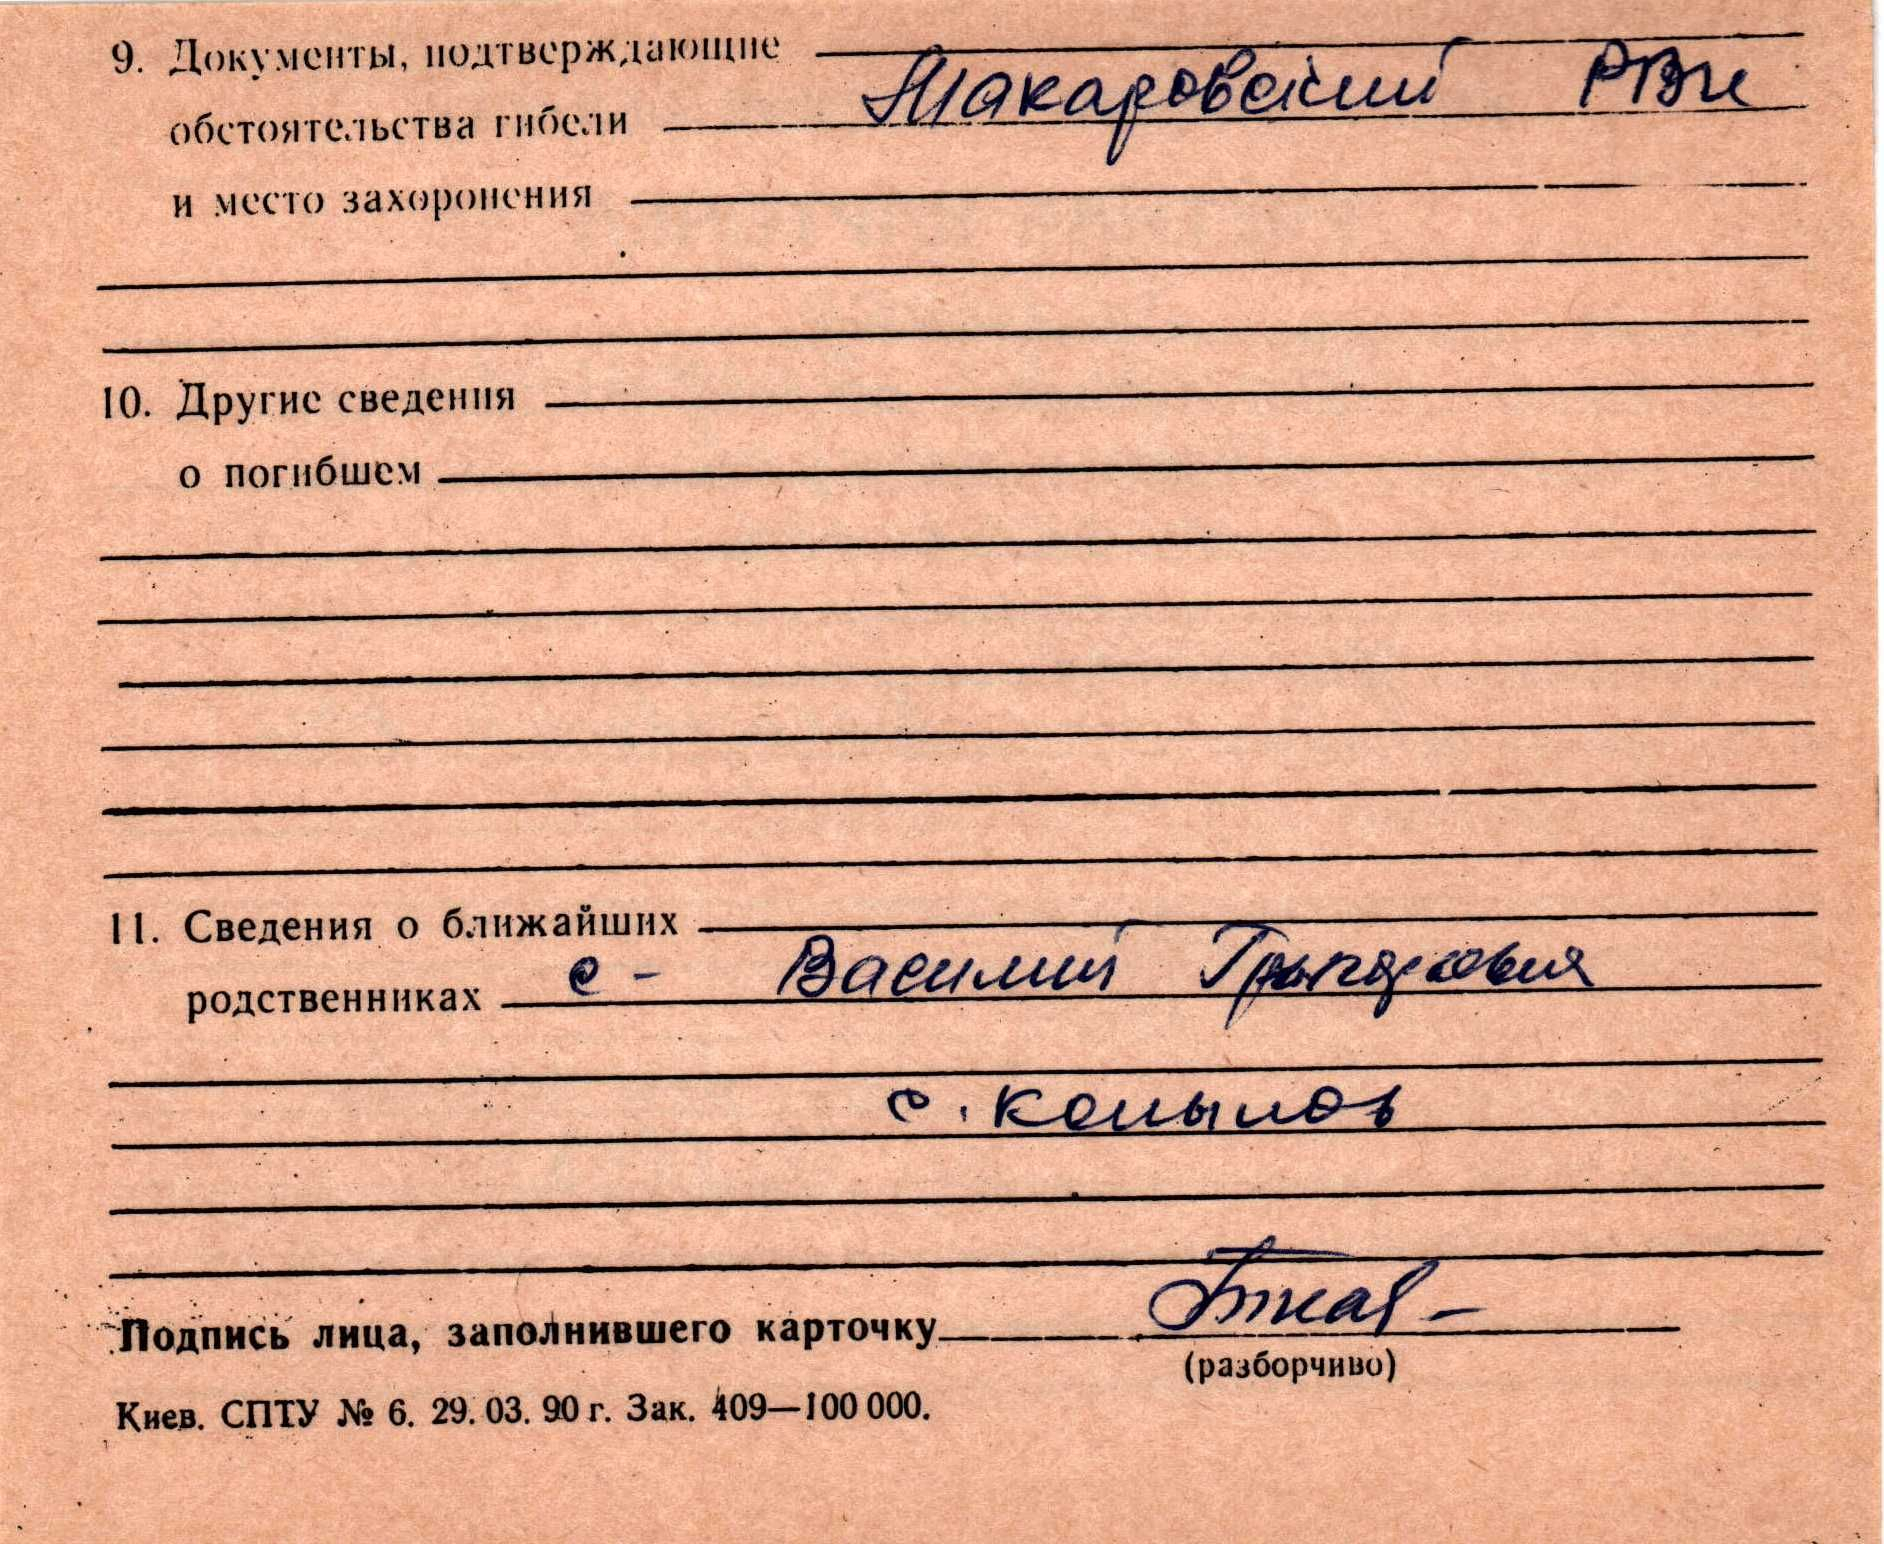 9. Документы, подтверждающие
Макаровский РВк
обстоятельства гибели
и место захоронения
10. Другие сведения
о погибшем
11. Сведения о ближайших
родственниках с - Василий
с. Копылов
Подпись лица, заполнившего карточку
(разборчиво)
Киев. СПТУ № 6. 29. 03. 90 г. Зак. 409—100 000.